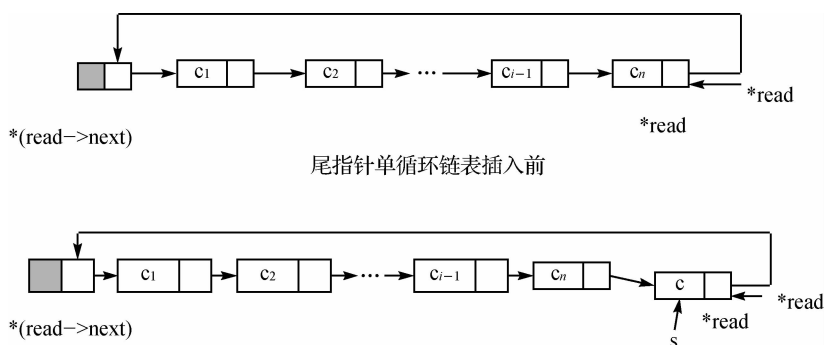 c1 c2 … ci−1 cn
*read
*read
*(read−>next)
尾指针单循环链表插入前
c1 c2 … ci−1 cn c
*read
*read
*(read−>next)
s